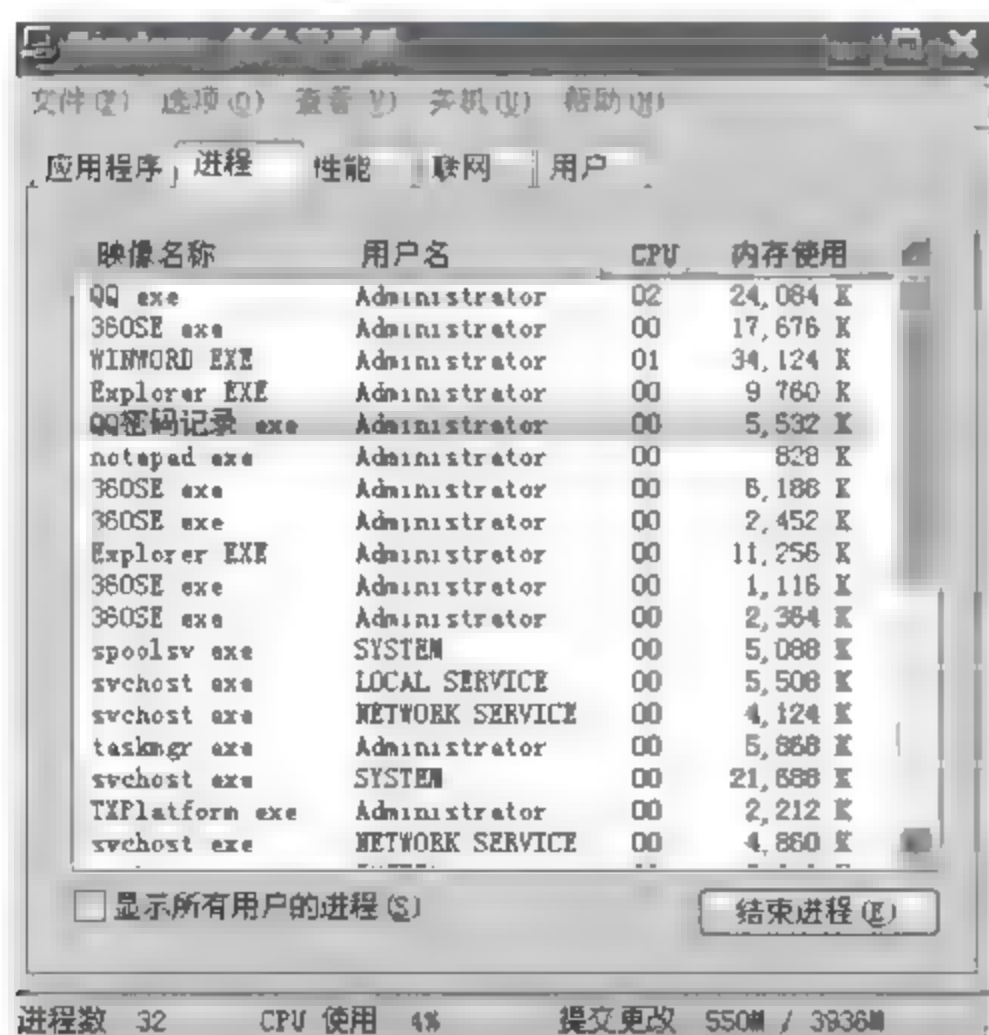 文件(F) 选项(O) 查看(V) 关机(U) 帮助(H)
应用程序 进程 性能 联网 用户
映像名称 用户名 CPU 内存使用
QQ exe Administrator 02 24,084 K
360SE exe Administrator 00 17,676 K
WINWORD EXE Administrator 01 34,124 K
Explorer EXE Administrator 00 9 760 K
QQ密码记录 exe Administrator 00 5,532 K
notepad exe Administrator 00 828 K
360SE exe Administrator 00 6,188 K
360SE exe Administrator 00 2,452 K
Explorer EXE Administrator 00 11,256 K
360SE exe Administrator 00 1,116 K
360SE exe Administrator 00 2,364 K
spoolsv exe SYSTEM 00 5,088 K
svchost exe LOCAL SERVICE 00 5,508 K
svchost exe NETWORK SERVICE 00 4,124 K
taskmgr exe Administrator 00 5,868 K
svchost exe SYSTEM 00 21,688 K
TXPlatform exe Administrator 00 2,212 K
svchost exe NETWORK SERVICE 00 4,860 K
显示所有用户的进程(S) 结束进程(E)
进程数 32 CPU 使用 4% 提交更改 550M / 3936M